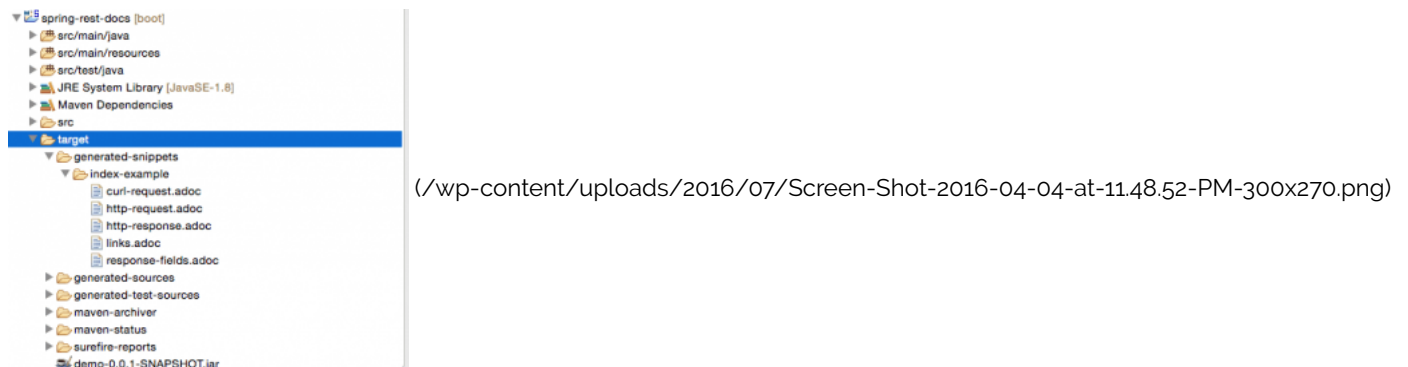 spring-rest-docs [boot]
src/main/java
src/main/resources
src/test/java
JRE System Library [JavaSE-1.8]
Maven Dependencies
src
target
generated-snippets
index-example
curl-request.adoc
http-request.adoc
(/wp-content/uploads/2016/07/Screen-Shot-2016-04-04-at-11.48.52-PM-300x270.png)
http-response.adoc
links.adoc
response-fields.adoc
generated-sources
generated-test-sources
maven-archiver
maven-status
surefire-reports
demo-0.0.1-SNAPSHOT.jar